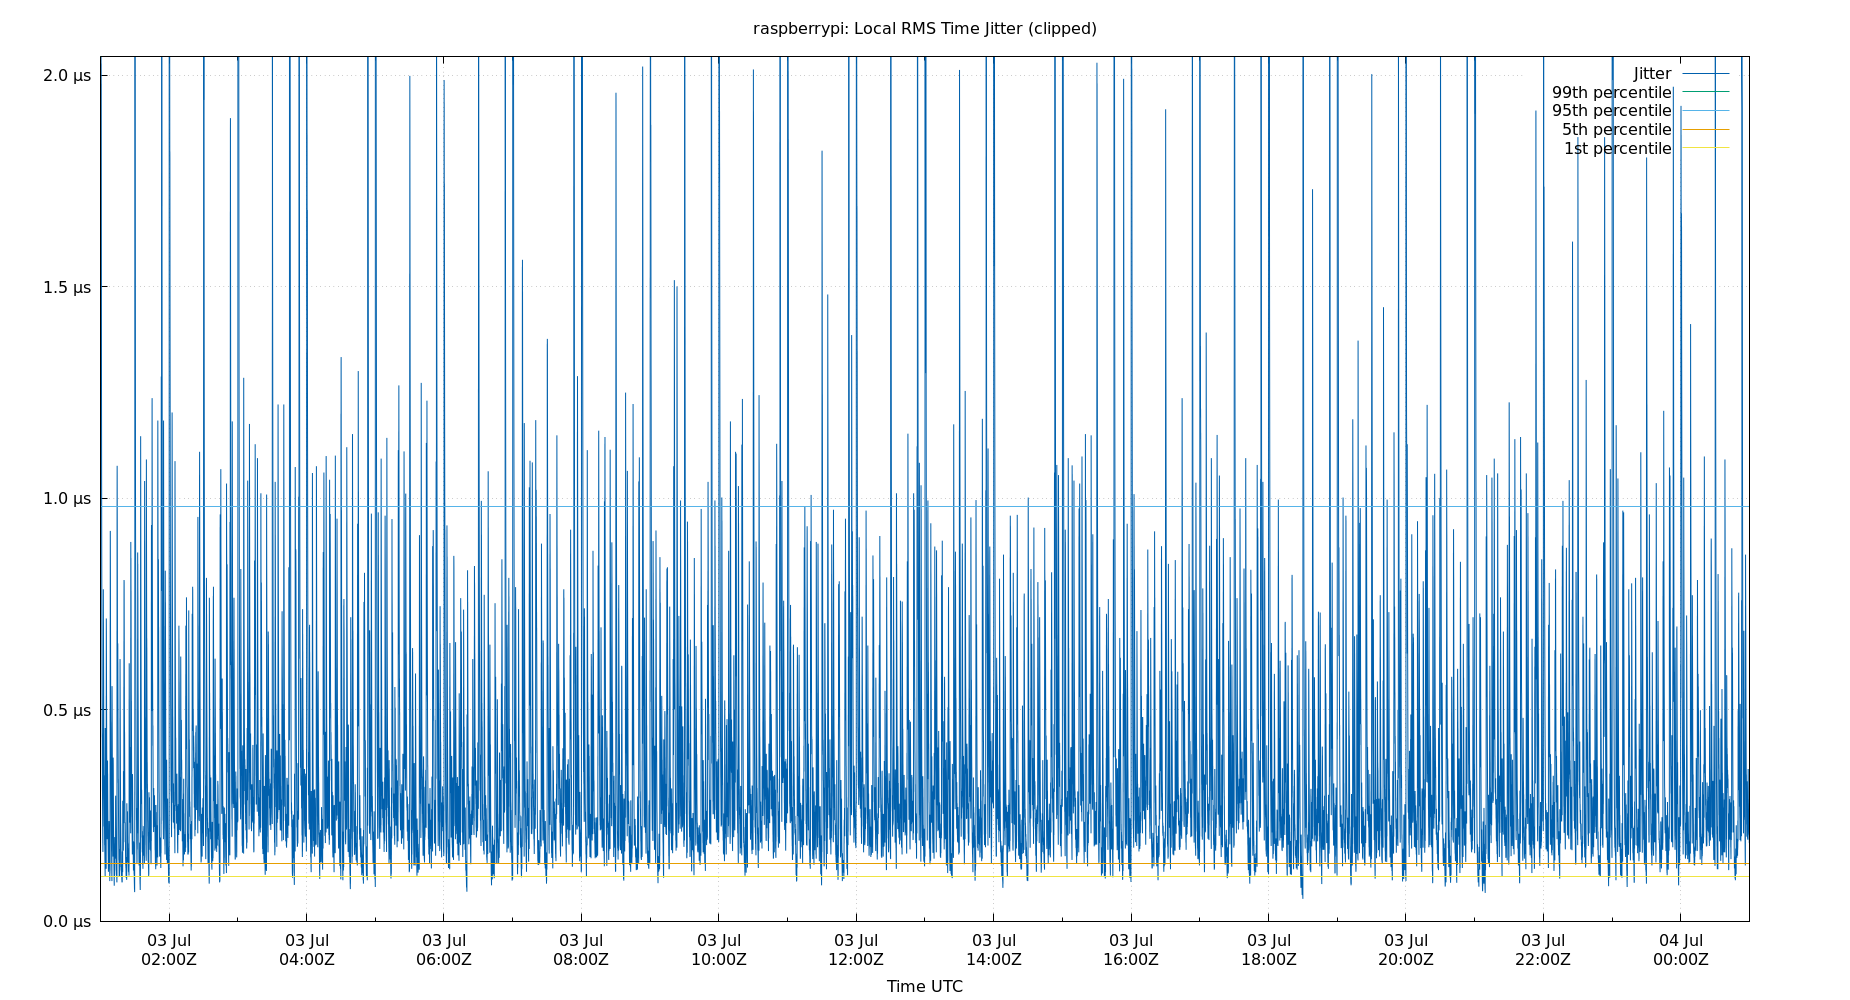 raspberrypi: Local RMS Time Jitter (clipped)
2.0 µs
1.5 µs
1.0 µs
0.5 µs
0.0 µs
Jitter
99th percentile
95th percentile
5th percentile
1st percentile
03 Jul 03 Jul 03 Jul 03 Jul 03 Jul 03 Jul 03 Jul 03 Jul 03 Jul 03 Jul 03 Jul 04 Jul
02:00Z 04:00Z 06:00Z 08:00Z 10:00Z 12:00Z 14:00Z 16:00Z 18:00Z 20:00Z 22:00Z 00:00Z
Time UTC